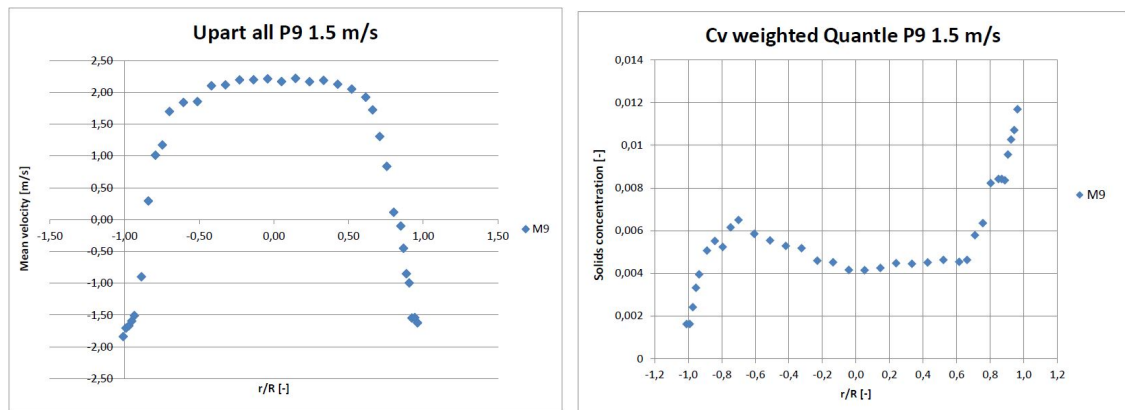 Upart all P9 1.5 m/s
2,50
2,00
1,50
1,00
0,50
0,00
-1,50 -1,00 -0,50 0,00 0,50 1,00 1,50
-0,50
-1,00
-1,50
-2,00
-2,50
Mean velocity [m/s]
r/R [-]
M9
Cv weighted Quantle P9 1.5 m/s
0,014
0,012
0,01
0,008
0,006
0,004
0,002
0
-1,2 -1,0 -0,8 -0,6 -0,4 -0,2 0,0 0,2 0,4 0,6 0,8 1,0 1,2
Solids concentration [-]
r/R [-]
M9